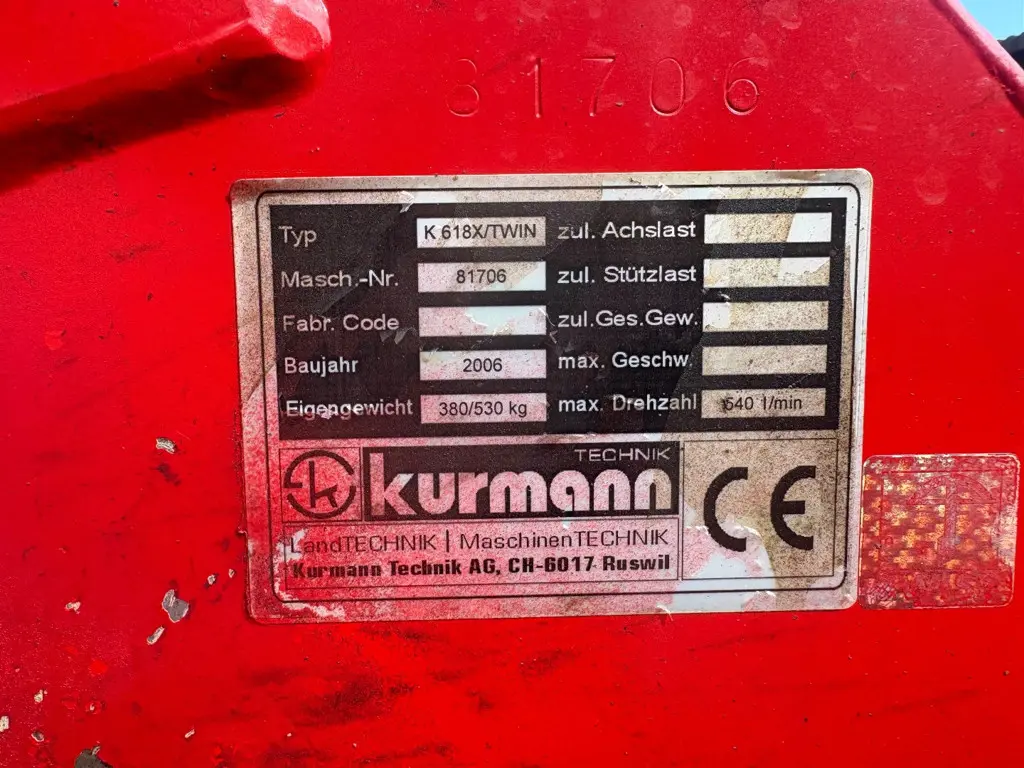 81706
Typ K 618X/TWIN zul. Achslast
Masch.-Nr. 81706 zul. Stützlast
Fabr. Code zul.Ges.Gew.
Baujahr 2006 max. Geschw.
Eigengewicht 380/530 kg max. Drehzahl 540 1/min
TECHNIK
k kurmann
CE
LandTECHNIK | MaschinenTECHNIK
Kurmann Technik AG, CH-6017 Ruswil